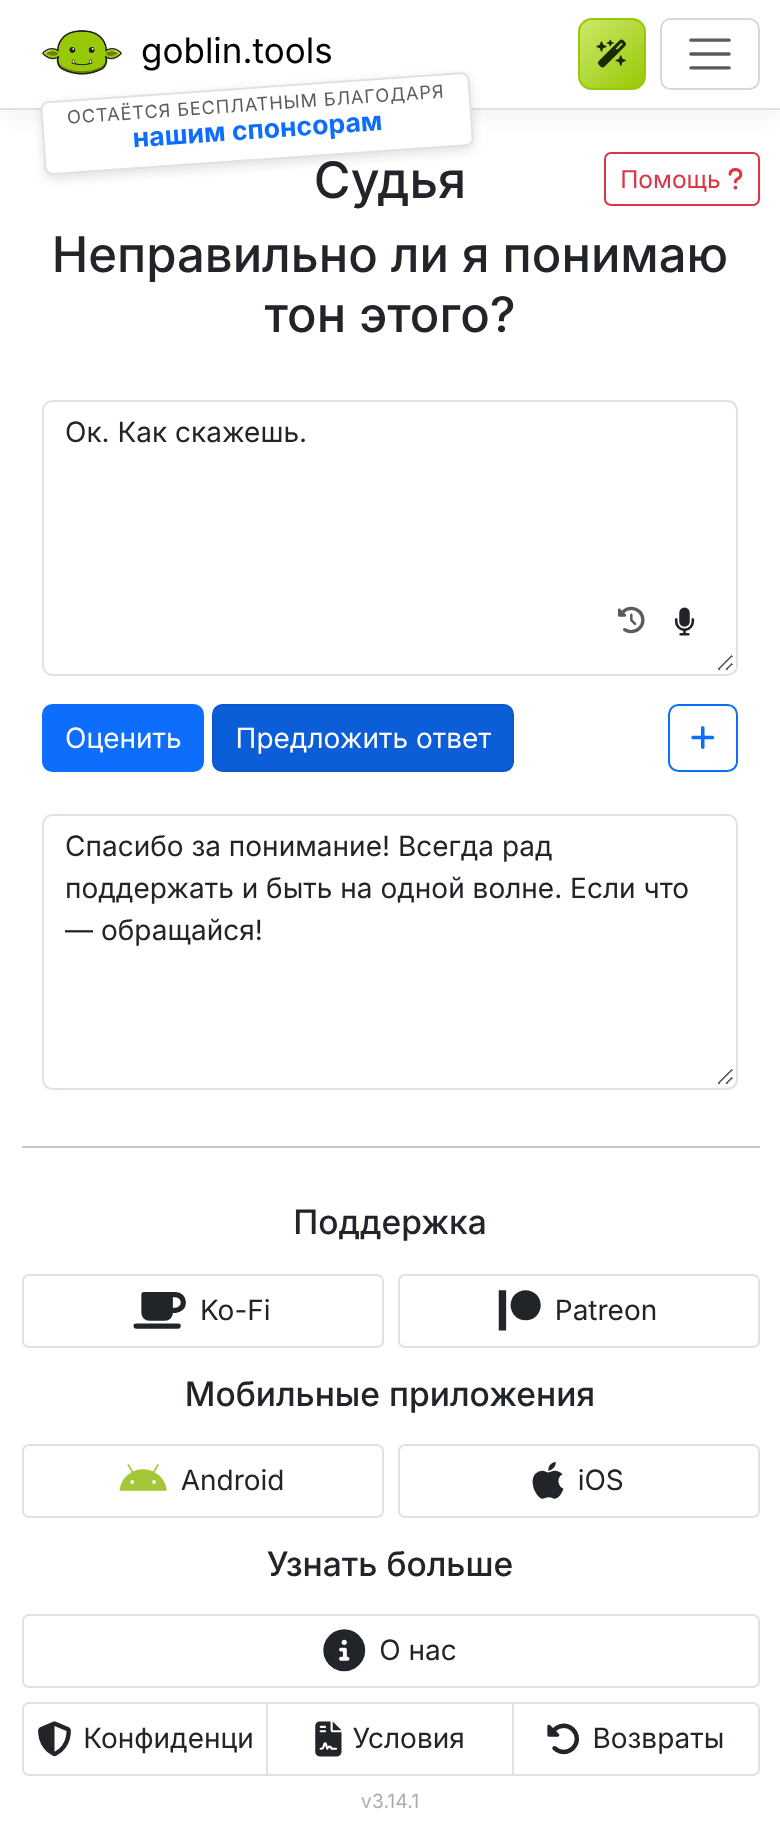 goblin.tools
ОСТАЁТСЯ БЕСПЛАТНЫМ БЛАГОДАРЯ
нашим спонсорам
Судья
Помощь ?
Неправильно ли я понимаю
тон этого?
Ок. Как скажешь.
Оценить
Предложить ответ
Спасибо за понимание! Всегда рад
поддержать и быть на одной волне. Если что
— обращайся!
Поддержка
Ko-Fi
Patreon
Мобильные приложения
Android
iOS
Узнать больше
О нас
Конфиденци
Условия
Возвраты
v3.14.1